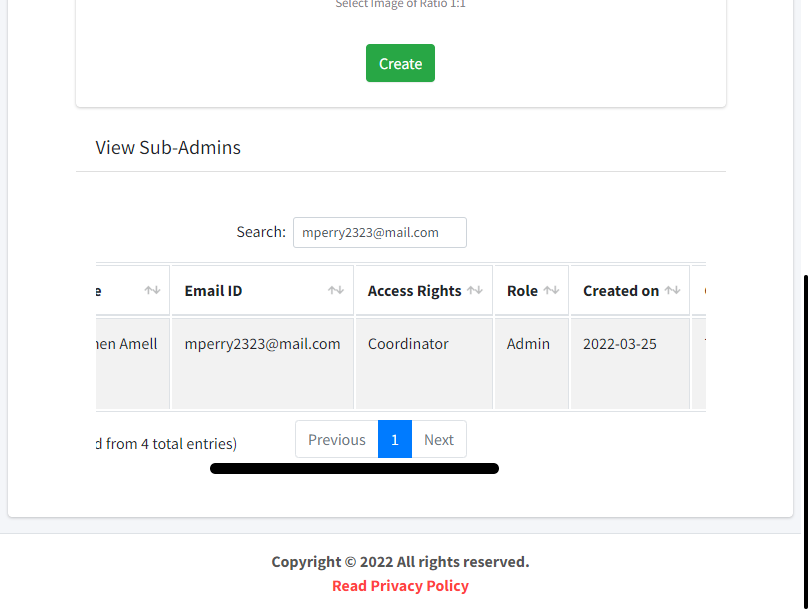 Select Image of Ratio 1:1
Create
View Sub-Admins
Search: mperry2323@mail.com
Email ID Access Rights Role Created on
Amell mperry2323@mail.com Coordinator Admin 2022-03-25
from 4 total entries) Previous 1 Next
Copyright © 2022 All rights reserved.
Read Privacy Policy